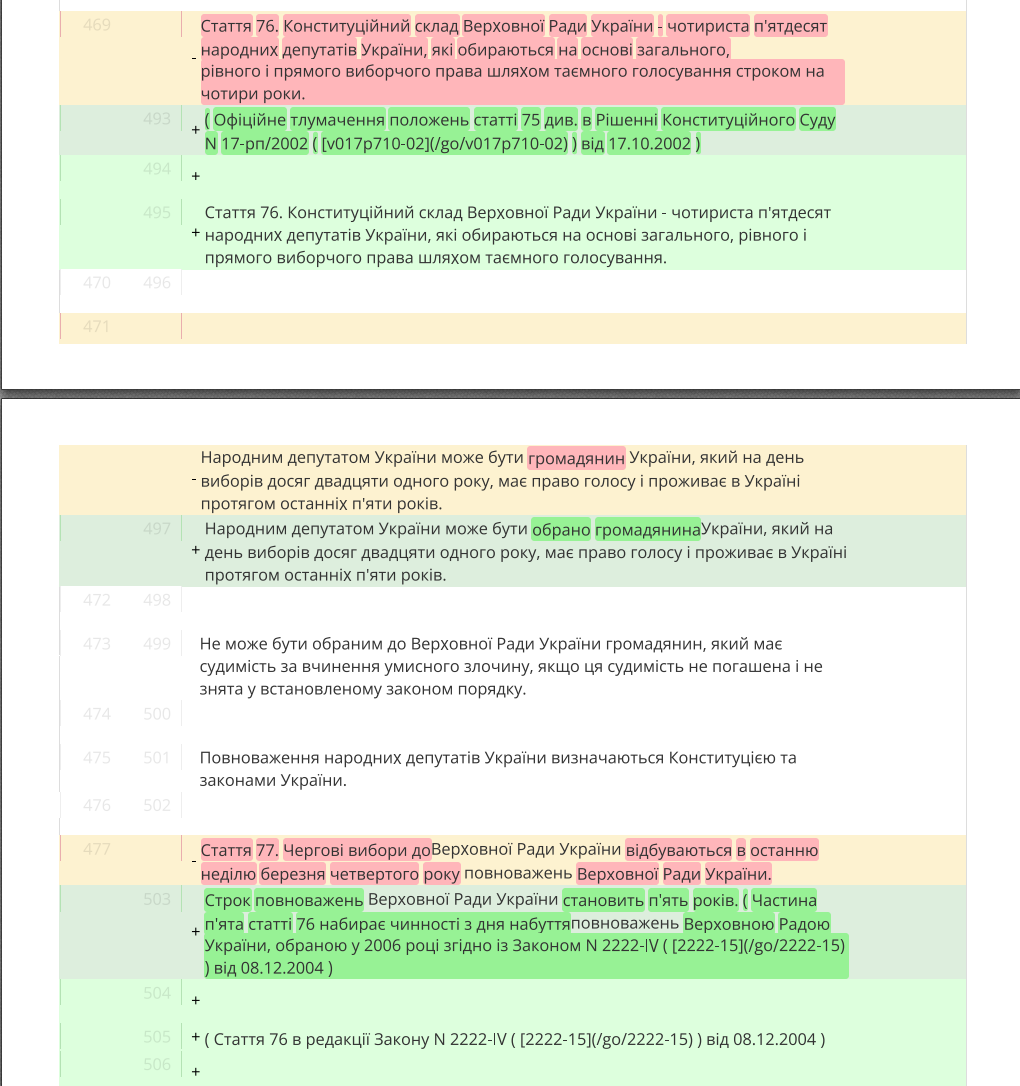 469 Стаття 76. Конституційний склад Верховної Ради України - чотириста п'ятдесят
- народних депутатів України, які обираються на основі загального,
рівного і прямого виборчого права шляхом таємного голосування строком на
чотири роки.
493 ( Офіційне тлумачення положень статті 75 див. в Рішенні Конституційного Суду
+ N 17-рп/2002 ( [v017p710-02](/go/v017p710-02) ) від 17.10.2002 )
494 +
495 Стаття 76. Конституційний склад Верховної Ради України - чотириста п'ятдесят
+ народних депутатів України, які обираються на основі загального, рівного і
прямого виборчого права шляхом таємного голосування.
470 496
471
Народним депутатом України може бути громадянин України, який на день
- виборів досяг двадцяти одного року, має право голосу і проживає в Україні
протягом останніх п'яти років.
497 Народним депутатом України може бути обрано громадянинаУкраїни, який на
+ день виборів досяг двадцяти одного року, має право голосу і проживає в Україні
протягом останніх п'яти років.
472 498
473 499 Не може бути обраним до Верховної Ради України громадянин, який має
судимість за вчинення умисного злочину, якщо ця судимість не погашена і не
знята у встановленому законом порядку.
474 500
475 501 Повноваження народних депутатів України визначаються Конституцією та
законами України.
476 502
477 Стаття 77. Чергові вибори доВерховної Ради України відбуваються в останню
- неділю березня четвертого року повноважень Верховної Ради України.
503 Строк повноважень Верховної Ради України становить п'ять років. ( Частина
+ п'ята статті 76 набирає чинності з дня набуттяповноважень Верховною Радою
України, обраною у 2006 році згідно із Законом N 2222-IV ( [2222-15](/go/2222-15)
) від 08.12.2004 )
504 +
505 + ( Стаття 76 в редакції Закону N 2222-IV ( [2222-15](/go/2222-15) ) від 08.12.2004 )
506 +